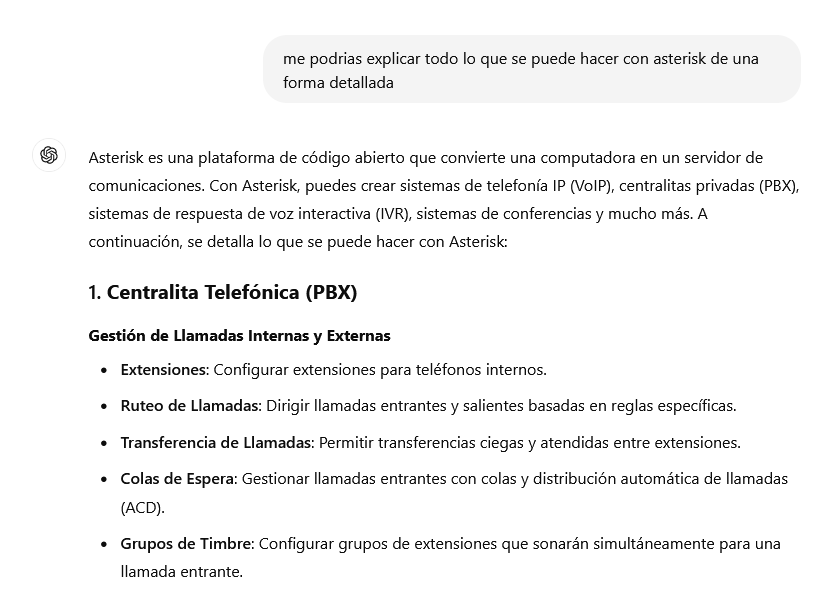 me podrias explicar todo lo que se puede hacer con asterisk de una
forma detallada
Asterisk es una plataforma de código abierto que convierte una computadora en un servidor de
comunicaciones. Con Asterisk, puedes crear sistemas de telefonía IP (VoIP), centralitas privadas (PBX),
sistemas de respuesta de voz interactiva (IVR), sistemas de conferencias y mucho más. A
continuación, se detalla lo que se puede hacer con Asterisk:
1. Centralita Telefónica (PBX)
Gestión de Llamadas Internas y Externas
• Extensiones: Configurar extensiones para teléfonos internos.
• Ruteo de Llamadas: Dirigir llamadas entrantes y salientes basadas en reglas específicas.
• Transferencia de Llamadas: Permitir transferencias ciegas y atendidas entre extensiones.
• Colas de Espera: Gestionar llamadas entrantes con colas y distribución automática de llamadas
(ACD).
• Grupos de Timbre: Configurar grupos de extensiones que sonarán simultáneamente para una
llamada entrante.